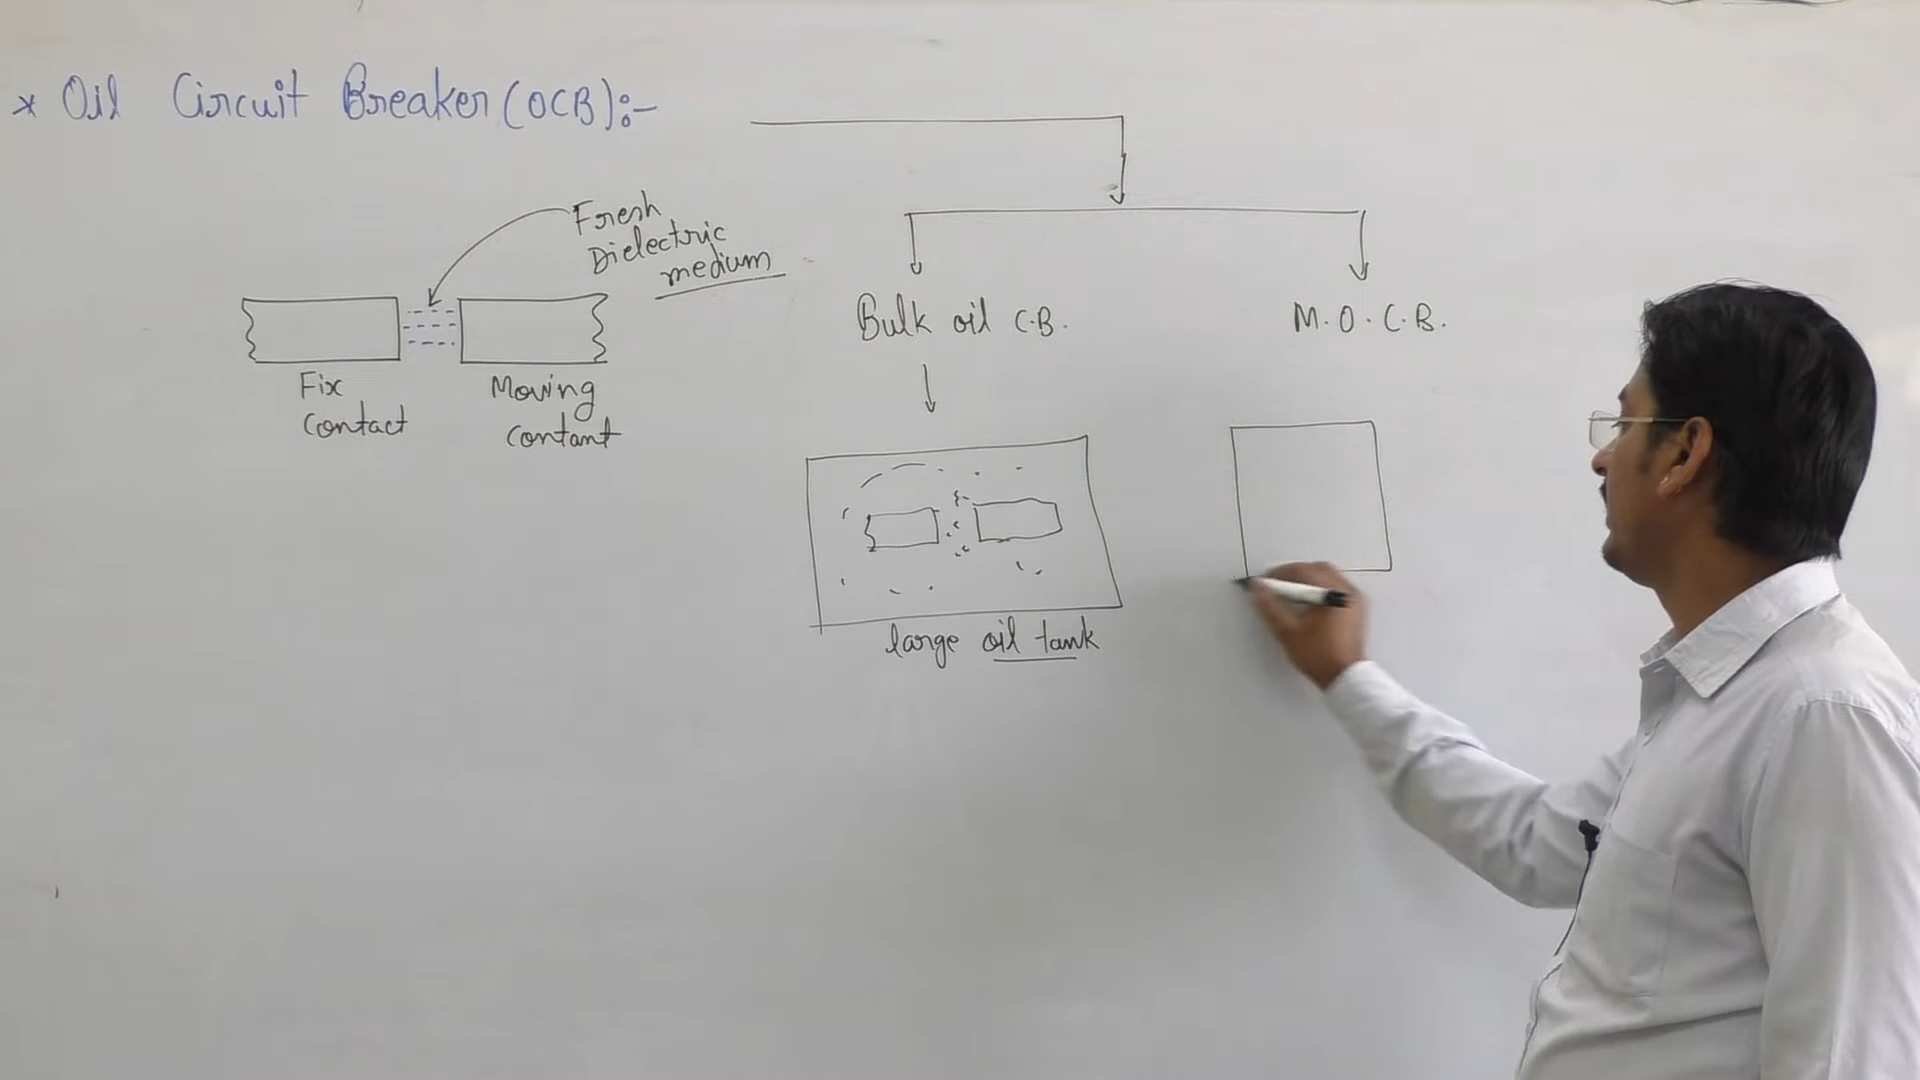 * Oil Circuit Breaker (OCB):-
Fresh
Dielectric
medium
Fix
Contact
Moving
Contant
Bulk oil C.B.
M.O.C.B.
large oil tank